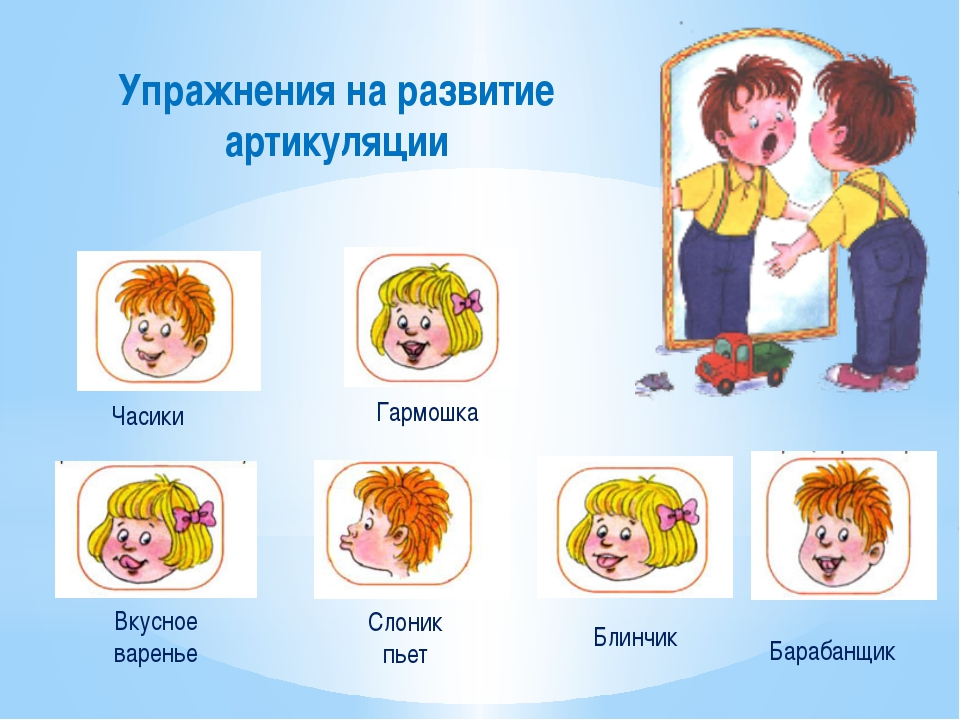 Упражнения на развитие
артикуляции
Часики
Гармошка
Вкусное
варенье
Слоник
пьет
Блинчик
Барабанщик